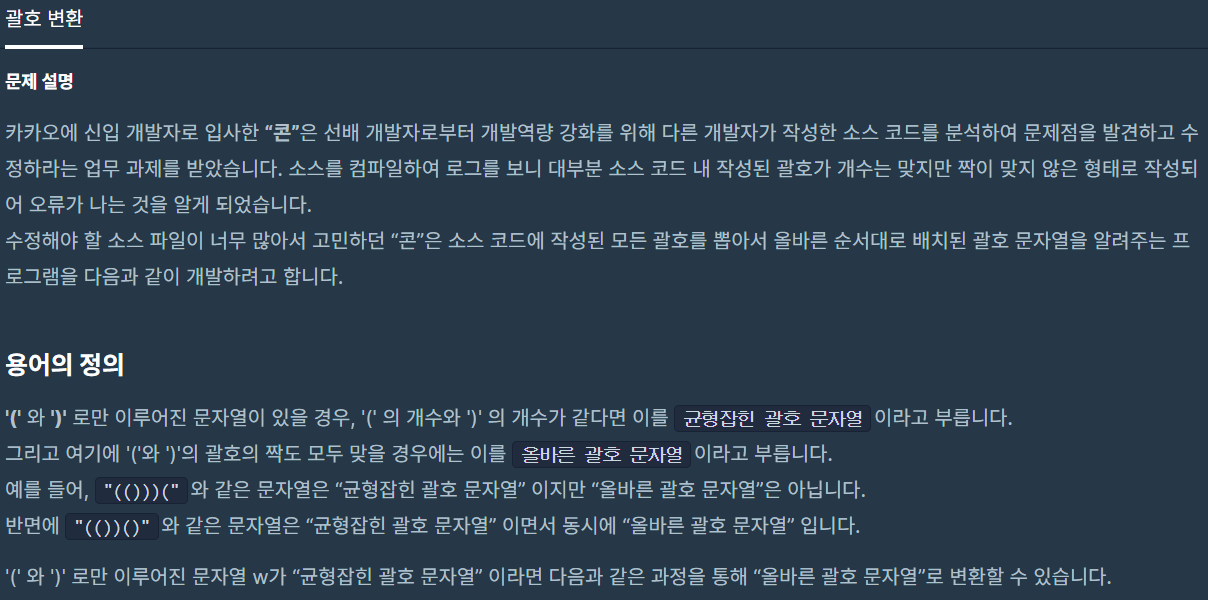 괄호 변환
문제 설명
카카오에 신입 개발자로 입사한 “콘”은 선배 개발자로부터 개발역량 강화를 위해 다른 개발자가 작성한 소스 코드를 분석하여 문제점을 발견하고 수
정하라는 업무 과제를 받았습니다. 소스를 컴파일하여 로그를 보니 대부분 소스 코드 내 작성된 괄호가 개수는 맞지만 짝이 맞지 않은 형태로 작성되
어 오류가 나는 것을 알게 되었습니다.
수정해야 할 소스 파일이 너무 많아서 고민하던 “콘”은 소스 코드에 작성된 모든 괄호를 뽑아서 올바른 순서대로 배치된 괄호 문자열을 알려주는 프
로그램을 다음과 같이 개발하려고 합니다.
용어의 정의
'(' 와 ')' 로만 이루어진 문자열이 있을 경우, '(' 의 개수와 ')' 의 개수가 같다면 이를 균형잡힌 괄호 문자열 이라고 부릅니다.
그리고 여기에 '('와 ')'의 괄호의 짝도 모두 맞을 경우에는 이를 올바른 괄호 문자열 이라고 부릅니다.
예를 들어, "(()))(" 와 같은 문자열은 “균형잡힌 괄호 문자열” 이지만 “올바른 괄호 문자열”은 아닙니다.
반면에 "(())()" 와 같은 문자열은 “균형잡힌 괄호 문자열” 이면서 동시에 “올바른 괄호 문자열” 입니다.
'(' 와 ')' 로만 이루어진 문자열 w가 “균형잡힌 괄호 문자열” 이라면 다음과 같은 과정을 통해 “올바른 괄호 문자열”로 변환할 수 있습니다.